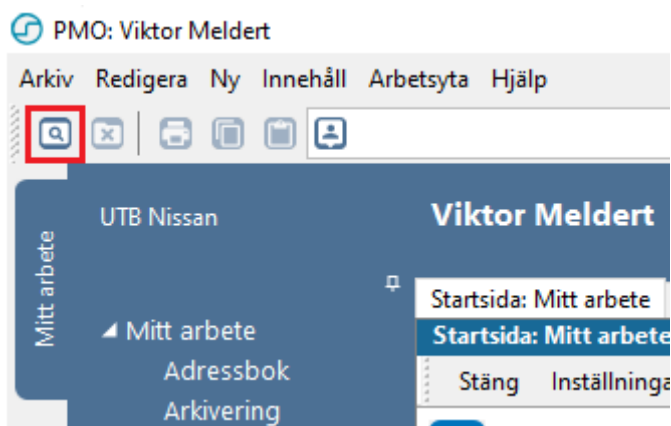 PMO: Viktor Meldert
Arkiv Redigera Ny Innehåll Arbetsyta Hjälp
Mitt arbete
UTB Nissan
Viktor Meldert
Startsida: Mitt arbete
Mitt arbete
Startsida: Mitt arbete
Adressbok
Stäng Inställninga
Arkivering